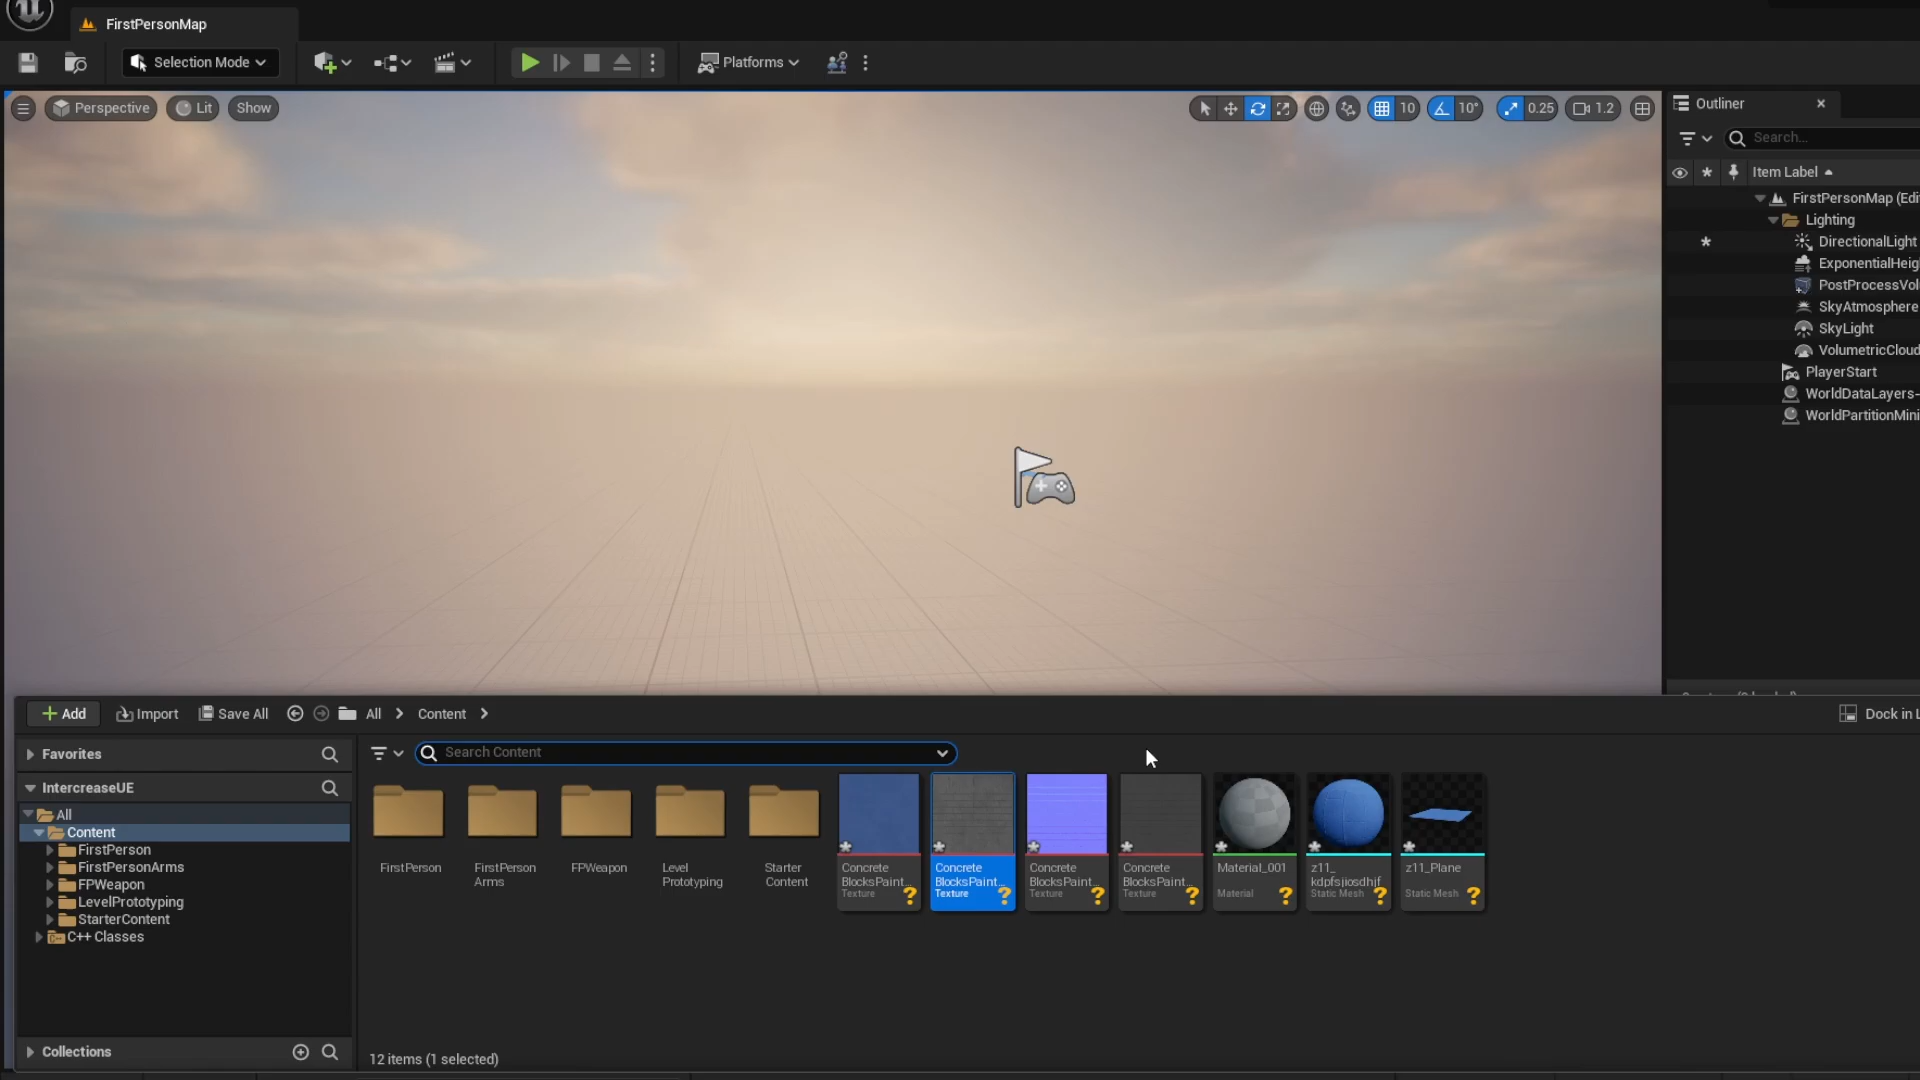 FirstPersonMap
Selection Mode
Platforms
Perspective
Lit
Show
10
10°
0.25
1.2
Outliner
Search...
Item Label
FirstPersonMap (Edi
Lighting
DirectionalLight
ExponentialHeig
PostProcessVol
SkyAtmosphere
SkyLight
VolumetricCloud
PlayerStart
WorldDataLayers-
WorldPartitionMini
Add
Import
Save All
All
Content
Dock in L
Favorites
Search Content
IntercreaseUE
All
Content
FirstPerson
FirstPersonArms
FPWeapon
LevelPrototyping
StarterContent
C++ Classes
Collections
FirstPerson
FirstPerson
Arms
FPWeapon
Level
Prototyping
Starter
Content
Concrete
BlocksPaint...
Texture
Concrete
BlocksPaint...
Texture
Concrete
BlocksPaint...
Texture
Concrete
BlocksPaint...
Texture
Material_001
Material
z11_
kdpfsjiosdhjf
Static Mesh
z11_Plane
Static Mesh
12 items (1 selected)